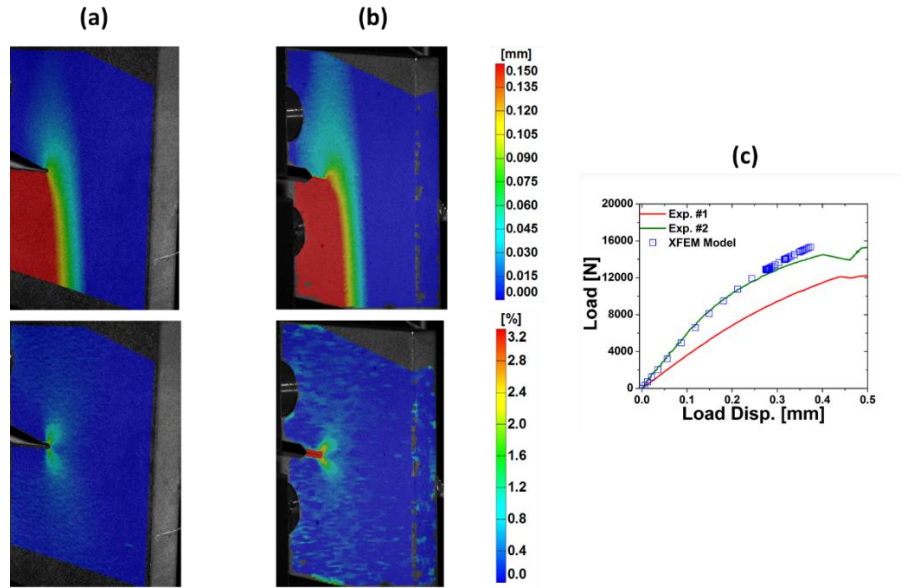 (a)
(b)
[mm]
0.150
0.135
0.120
0.105
0.090
0.075
0.060
0.045
0.030
0.015
0.000
[%]
3.2
2.8
2.4
2.0
1.6
1.2
0.8
0.4
0.0
(c)
20000
16000
12000
8000
4000
0
Load [N]
Exp. #1
Exp. #2
XFEM Model
0.0 0.1 0.2 0.3 0.4 0.5
Load Disp. [mm]